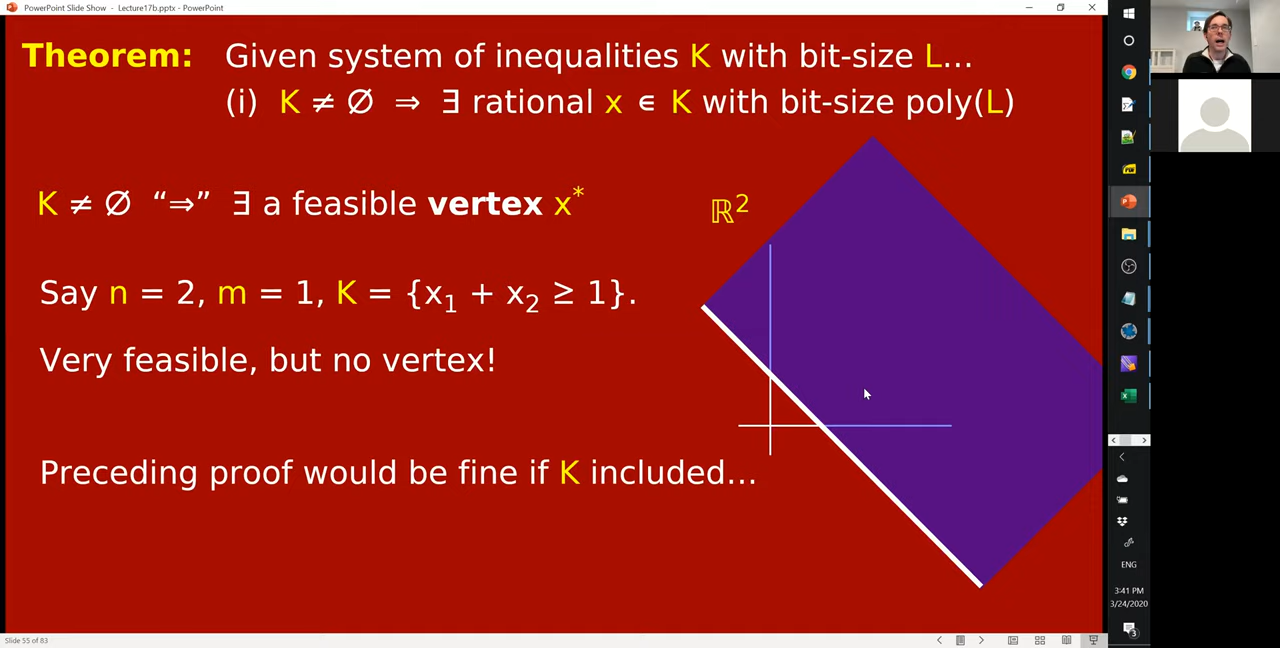 PowerPoint Slide Show - Lecture17b.pptx - PowerPoint
Theorem: Given system of inequalities K with bit-size L...
(i) K ≠ ∅ ⇒ ∃ rational x ∊ K with bit-size poly(L)
K ≠ ∅ “⇒” ∃ a feasible vertex x*
ℝ²
Say n = 2, m = 1, K = {x₁ + x₂ ≥ 1}.
Very feasible, but no vertex!
Preceding proof would be fine if K included...
Slide 55 of 83
ENG
3:41 PM
3/24/2020
3